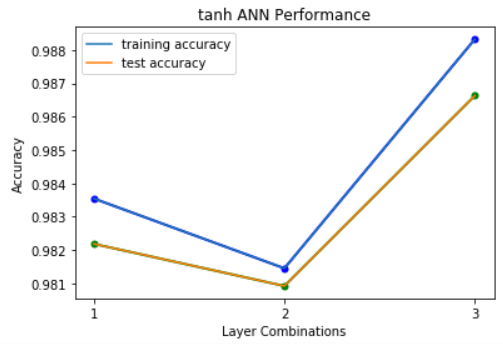 tanh ANN Performance
training accuracy
test accuracy
Accuracy
0.988
0.987
0.986
0.985
0.984
0.983
0.982
0.981
1 2 3
Layer Combinations